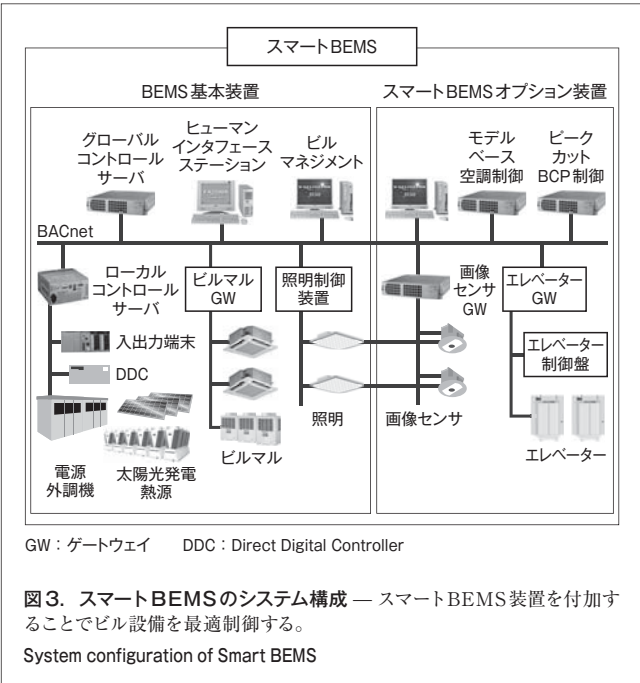 スマートBEMS
BEMS基本装置
スマートBEMSオプション装置
グローバル
コントロール
サーバ
ヒューマン
インタフェース
ステーション
ビル
マネジメント
モデル
ベース
空調制御
ピーク
カット
BCP制御
BACnet
ローカル
コントロール
サーバ
ビルマル
GW
照明制御
装置
画像
センサ
GW
エレベーター
GW
入出力端末
DDC
エレベーター
制御盤
電源
外調機
太陽光発電
熱源
ビルマル
照明
画像センサ
エレベーター
GW：ゲートウェイ DDC：Direct Digital Controller
図3. スマートBEMSのシステム構成 — スマートBEMS装置を付加す
ることでビル設備を最適制御する。
System configuration of Smart BEMS